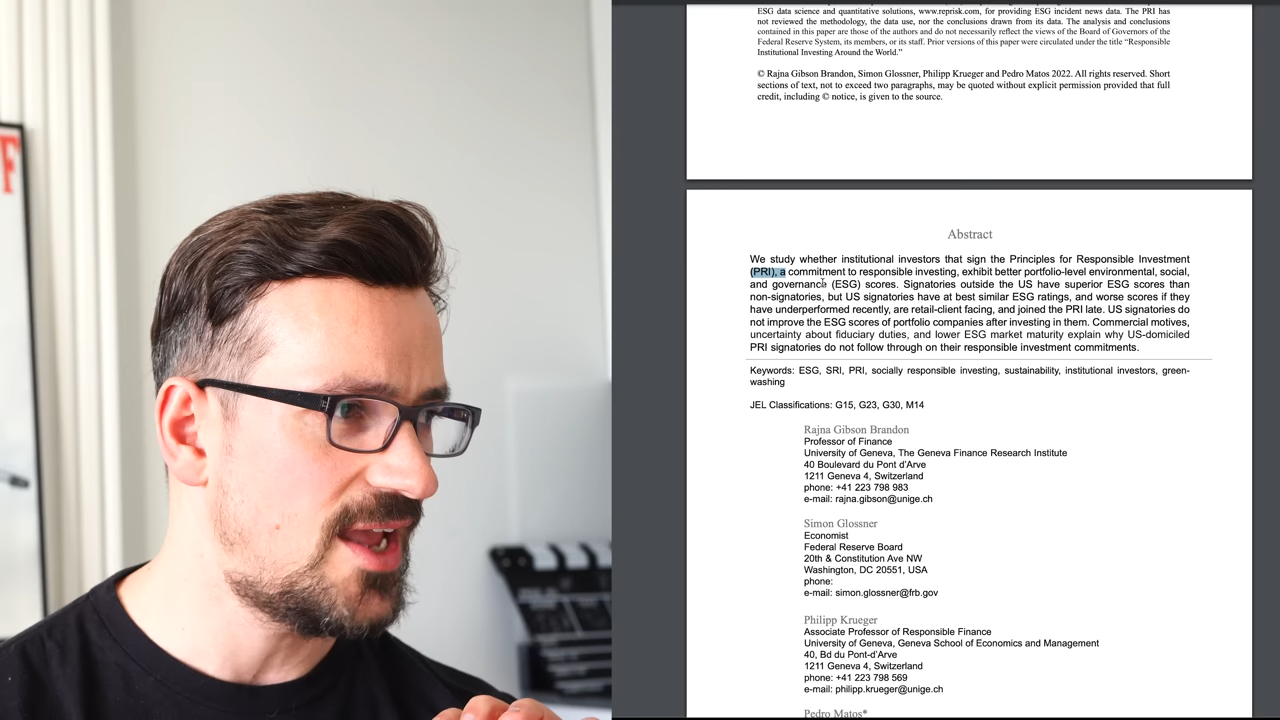 F
ESG data science and quantitative solutions, www.reprisk.com, for providing ESG incident news data. The PRI has
not reviewed the methodology, the data use, nor the conclusions drawn from its data. The analysis and conclusions
contained in this paper are those of the authors and do not necessarily reflect the views of the Board of Governors of the
Federal Reserve System, its members, or its staff. Prior versions of this paper were circulated under the title “Responsible
Institutional Investing Around the World.”
© Rajna Gibson Brandon, Simon Glossner, Philipp Krueger and Pedro Matos 2022. All rights reserved. Short
sections of text, not to exceed two paragraphs, may be quoted without explicit permission provided that full
credit, including © notice, is given to the source.
Abstract
We study whether institutional investors that sign the Principles for Responsible Investment
(PRI), a commitment to responsible investing, exhibit better portfolio-level environmental, social,
and governance (ESG) scores. Signatories outside the US have superior ESG scores than
non-signatories, but US signatories have at best similar ESG ratings, and worse scores if they
have underperformed recently, are retail-client facing, and joined the PRI late. US signatories do
not improve the ESG scores of portfolio companies after investing in them. Commercial motives,
uncertainty about fiduciary duties, and lower ESG market maturity explain why US-domiciled
PRI signatories do not follow through on their responsible investment commitments.
Keywords: ESG, SRI, PRI, socially responsible investing, sustainability, institutional investors, green-
washing
JEL Classifications: G15, G23, G30, M14
Rajna Gibson Brandon
Professor of Finance
University of Geneva, The Geneva Finance Research Institute
40 Boulevard du Pont d’Arve
1211 Geneva 4, Switzerland
phone: +41 223 798 983
e-mail: rajna.gibson@unige.ch
Simon Glossner
Economist
Federal Reserve Board
20th & Constitution Ave NW
Washington, DC 20551, USA
phone:
e-mail: simon.glossner@frb.gov
Philipp Krueger
Associate Professor of Responsible Finance
University of Geneva, Geneva School of Economics and Management
40, Bd du Pont-d'Arve
1211 Geneva 4, Switzerland
phone: +41 223 798 569
e-mail: philipp.krueger@unige.ch
Pedro Matos*